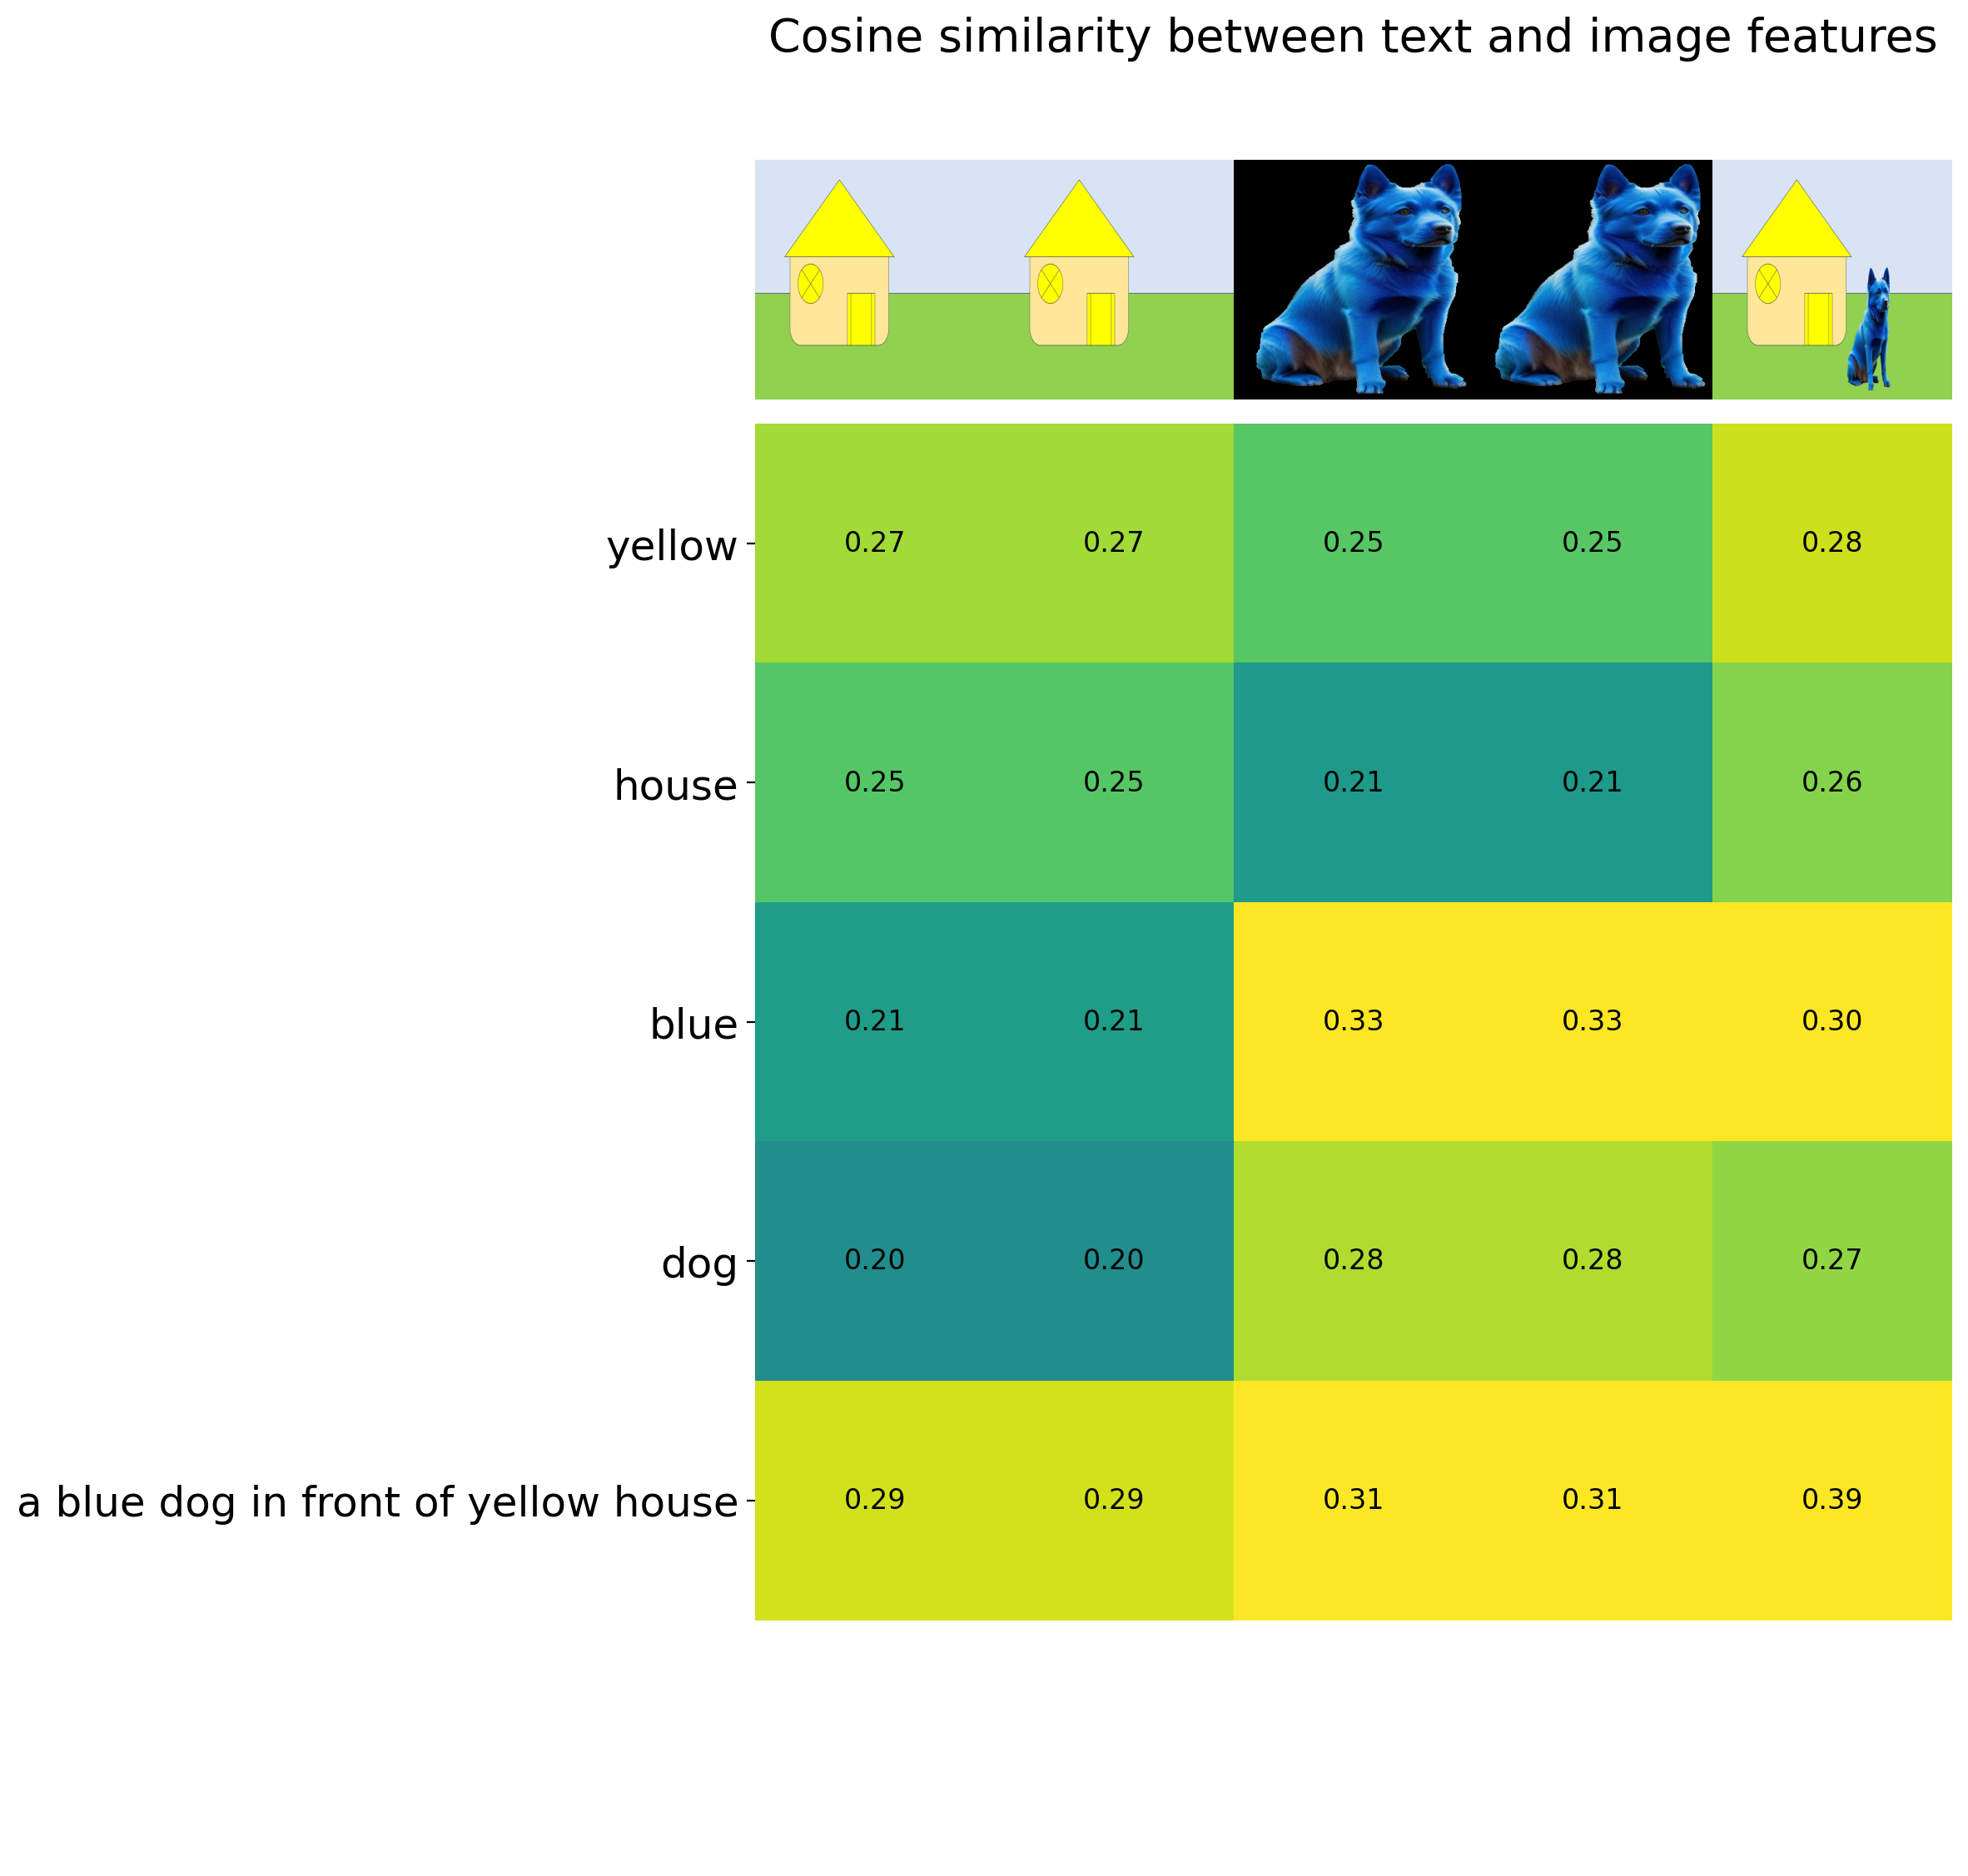 Cosine similarity between text and image features
yellow 0.27 0.27 0.25 0.25 0.28
house 0.25 0.25 0.21 0.21 0.26
blue 0.21 0.21 0.33 0.33 0.30
dog 0.20 0.20 0.28 0.28 0.27
a blue dog in front of yellow house 0.29 0.29 0.31 0.31 0.39